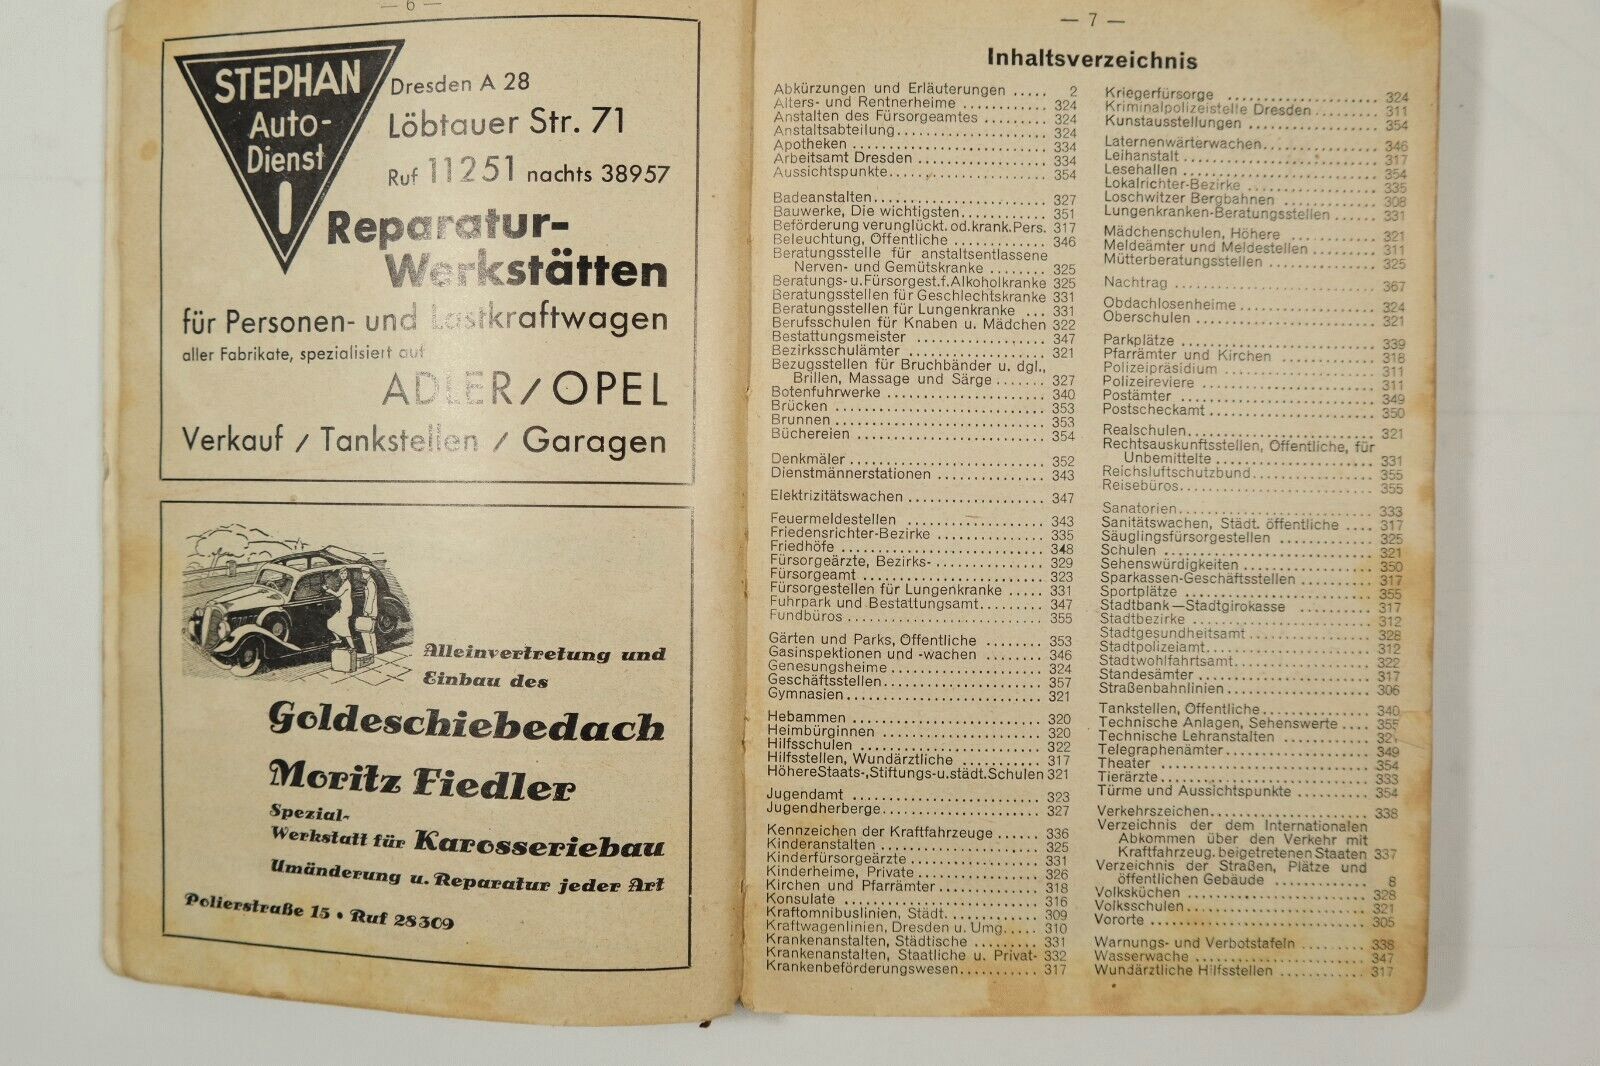 — 6 —
STEPHAN
Auto-
Dienst
Dresden A 28
Löbtauer Str. 71
Ruf 11251 nachts 38957
Reparatur-
Werkstätten
für Personen- und Lastkraftwagen
aller Fabrikate, spezialisiert auf
ADLER / OPEL
Verkauf / Tankstellen / Garagen
Alleinvertretung und
Einbau des
Goldeschiebedach
Moritz Fiedler
Spezial-
Werkstatt für Karosseriebau
Umänderung u. Reparatur jeder Art
Polierstraße 15 • Ruf 28309
— 7 —
Inhaltsverzeichnis
Abkürzungen und Erläuterungen ..... 2
Alters- und Rentnerheime ............ 324
Anstalten des Fürsorgeamtes ......... 324
Anstaltsabteilung.................... 324
Apotheken ........................... 334
Arbeitsamt Dresden .................. 334
Aussichtspunkte...................... 354
Badeanstalten........................ 327
Bauwerke, Die wichtigsten............ 351
Beförderung verunglückt.od.krank.Pers. 317
Beleuchtung, Öffentliche ............ 346
Beratungsstelle für anstaltsentlassene
Nerven- und Gemütskranke ........ 325
Beratungs- u.Fürsorgest.f.Alkoholkranke 325
Beratungsstellen für Geschlechtskranke 331
Beratungsstellen für Lungenkranke ... 331
Berufsschulen für Knaben u. Mädchen 322
Bestattungsmeister .................. 347
Bezirksschulämter ................... 321
Bezugsstellen für Bruchbänder u. dgl.,
Brillen, Massage und Särge ....... 327
Botenfuhrwerke ...................... 340
Brücken ............................. 353
Brunnen ............................. 353
Büchereien .......................... 354
Denkmäler ........................... 352
Dienstmännerstationen ............... 343
Elektrizitätswachen ................. 347
Feuermeldestellen ................... 343
Friedensrichter-Bezirke ............. 335
Friedhöfe ........................... 348
Fürsorgeärzte, Bezirks-.............. 329
Fürsorgeamt ......................... 323
Fürsorgestellen für Lungenkranke .... 331
Fuhrpark und Bestattungsamt.......... 347
Fundbüros ........................... 355
Gärten und Parks, Öffentliche ....... 353
Gasinspektionen und -wachen ......... 346
Genesungsheime ...................... 324
Geschäftsstellen..................... 357
Gymnasien............................ 321
Hebammen ............................ 320
Heimbürginnen ....................... 320
Hilfsschulen ........................ 322
Hilfsstellen, Wundärztliche ......... 317
Höhere Staats-,Stiftungs-u.städt.Schulen 321
Jugendamt ........................... 323
Jugendherberge....................... 327
Kennzeichen der Kraftfahrzeuge ...... 336
Kinderanstalten ..................... 325
Kinderfürsorgeärzte ................. 331
Kinderheime, Private ................ 326
Kirchen und Pfarrämter .............. 318
Konsulate ........................... 316
Kraftomnibuslinien, Städt. .......... 309
Kraftwagenlinien, Dresden u. Umg..... 310
Krankenanstalten, Städtische ........ 331
Krankenanstalten, Staatliche u. Privat- 332
Krankenbeförderungswesen............. 317
Kriegerfürsorge ..................... 324
Kriminalpolizeistelle Dresden ....... 311
Kunstausstellungen .................. 354
Laternenwärterwachen................. 346
Leihanstalt ......................... 317
Lesehallen .......................... 354
Lokalrichter-Bezirke ................ 335
Loschwitzer Bergbahnen .............. 308
Lungenkranken-Beratungsstellen ...... 331
Mädchenschulen, Höhere .............. 321
Meldeämter und Meldestellen ......... 311
Mütterberatungsstellen .............. 325
Nachtrag ............................ 367
Obdachlosenheime .................... 324
Oberschulen ......................... 321
Parkplätze .......................... 339
Pfarrämter und Kirchen .............. 318
Polizeipräsidium .................... 311
Polizeireviere ...................... 311
Postämter ........................... 349
Postscheckamt ....................... 350
Realschulen.......................... 321
Rechtsauskunftsstellen, Öffentliche, für
Unbemittelte ..................... 331
Reichsluftschutzbund................. 355
Reisebüros........................... 355
Sanatorien........................... 333
Sanitätswachen, Städt. öffentliche .... 317
Säuglingsfürsorgestellen ............ 325
Schulen ............................. 321
Sehenswürdigkeiten .................. 350
Sparkassen-Geschäftsstellen ......... 317
Sportplätze ......................... 355
Stadtbank—Stadtgirokasse ............ 317
Stadtbezirke ........................ 312
Stadtgesundheitsamt ................. 328
Stadtpolizeiamt...................... 312
Stadtwohlfahrtsamt................... 322
Standesämter ........................ 317
Straßenbahnlinien ................... 306
Tankstellen, Öffentliche............. 340
Technische Anlagen, Sehenswerte .... 355
Technische Lehranstalten ............
Telegraphenämter..................... 349
Theater ............................. 354
Tierärzte............................ 333
Türme und Aussichtspunkte ........... 354
Verkehrszeichen...................... 338
Verzeichnis der dem Internationalen
Abkommen über den Verkehr mit
Kraftfahrzeug. beigetretenen Staaten 337
Verzeichnis der Straßen, Plätze und
öffentlichen Gebäude ............. 8
Volksküchen ......................... 328
Volksschulen......................... 321
Vororte ............................. 305
Warnungs- und Verbotstafeln ......... 338
Wasserwache ......................... 347
Wundärztliche Hilfsstellen .......... 317